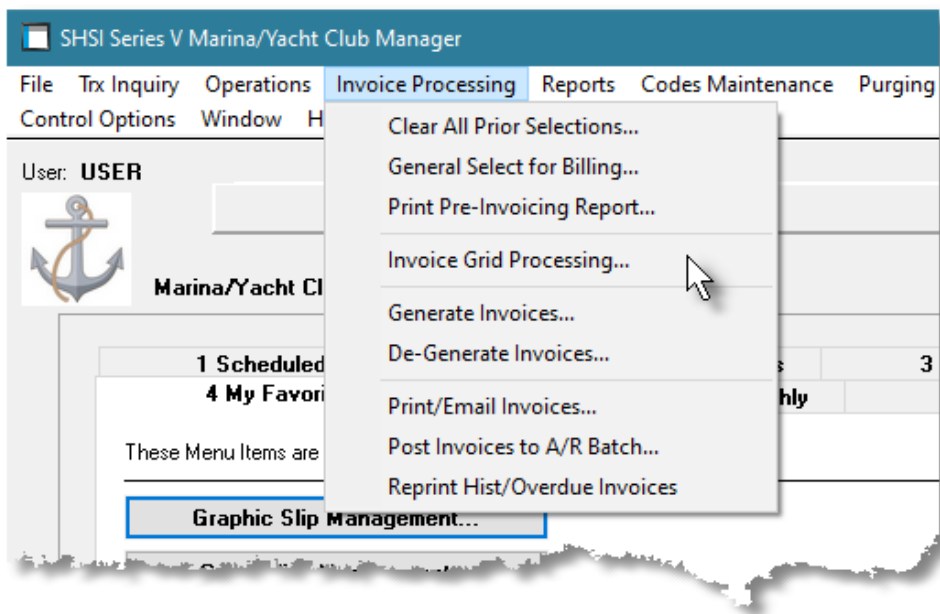 SHSI Series V Marina/Yacht Club Manager
File Trx Inquiry Operations Invoice Processing Reports Codes Maintenance Purging
Control Options Window H
Clear All Prior Selections...
General Select for Billing...
Print Pre-Invoicing Report...
Invoice Grid Processing...
Generate Invoices...
De-Generate Invoices...
Print/Email Invoices...
Post Invoices to A/R Batch...
Reprint Hist/Overdue Invoices
User: USER
Marina/Yacht Cl
1 Scheduled s 3
4 My Favori hly
These Menu Items are
Graphic Slip Management...